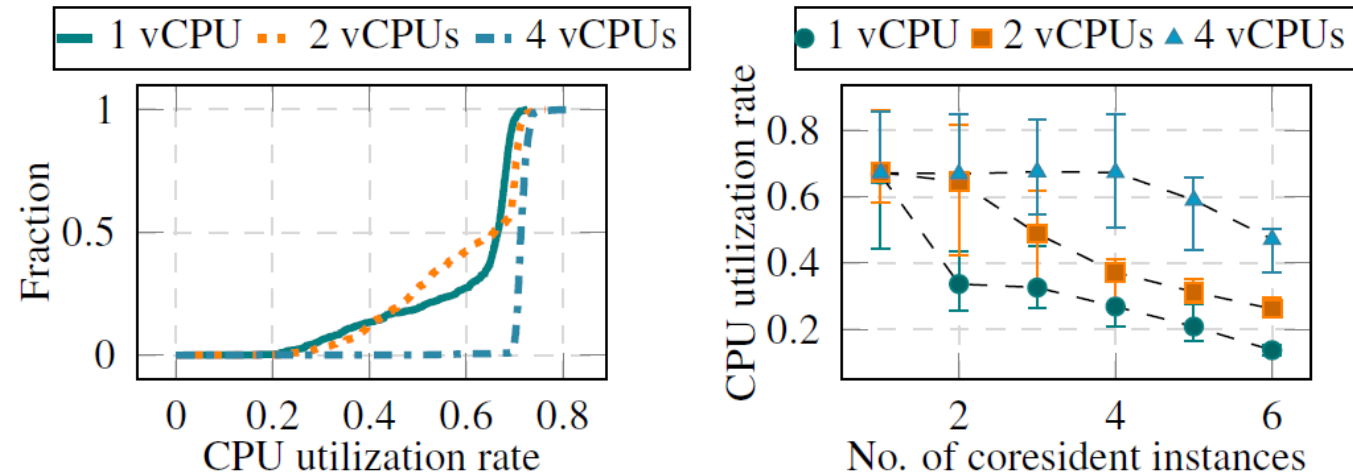 1 vCPU 2 vCPUs 4 vCPUs
1
0.5
0
Fraction
0 0.2 0.4 0.6 0.8
CPU utilization rate
1 vCPU 2 vCPUs 4 vCPUs
0.8
0.6
0.4
0.2
CPU utilization rate
2 4 6
No. of coresident instances